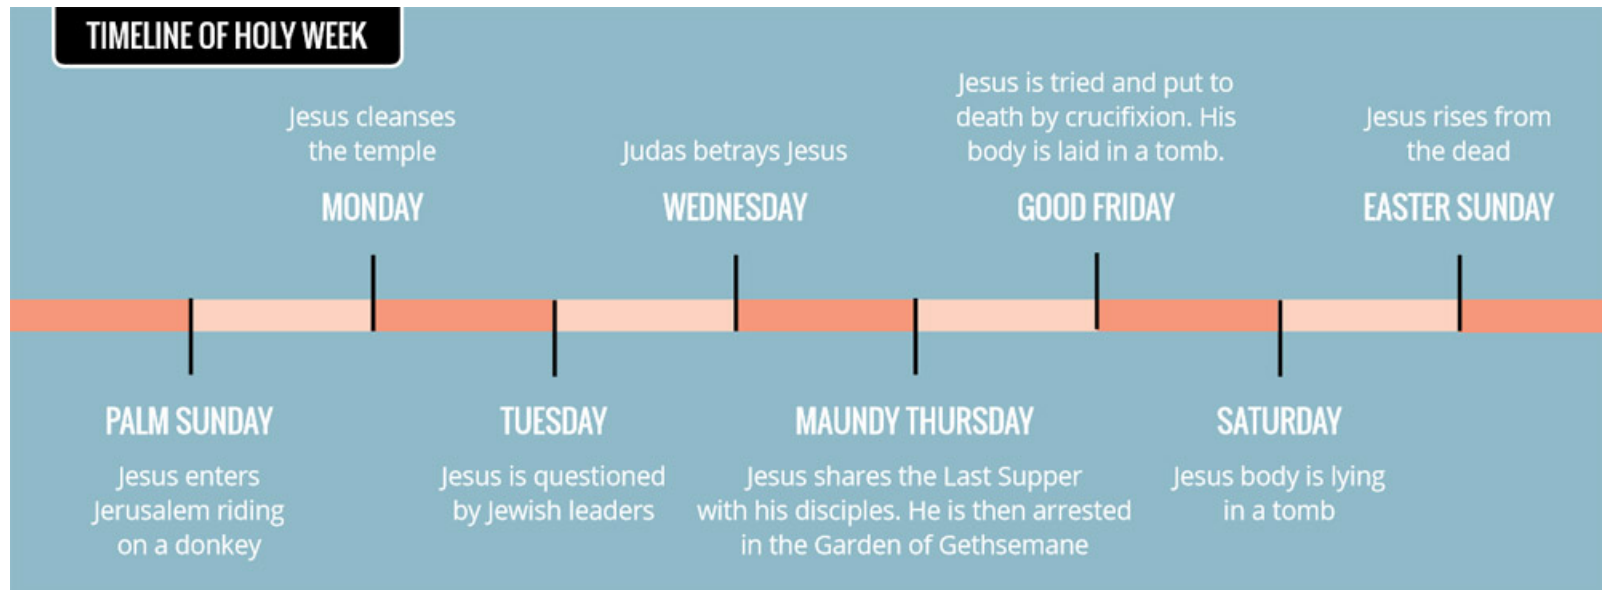 TIMELINE OF HOLY WEEK
Jesus cleanses
the temple
MONDAY
Judas betrays Jesus
WEDNESDAY
Jesus is tried and put to
death by crucifixion. His
body is laid in a tomb.
GOOD FRIDAY
Jesus rises from
the dead
EASTER SUNDAY
PALM SUNDAY
Jesus enters
Jerusalem riding
on a donkey
TUESDAY
Jesus is questioned
by Jewish leaders
MAUNDY THURSDAY
Jesus shares the Last Supper
with his disciples. He is then arrested
in the Garden of Gethsemane
SATURDAY
Jesus body is lying
in a tomb